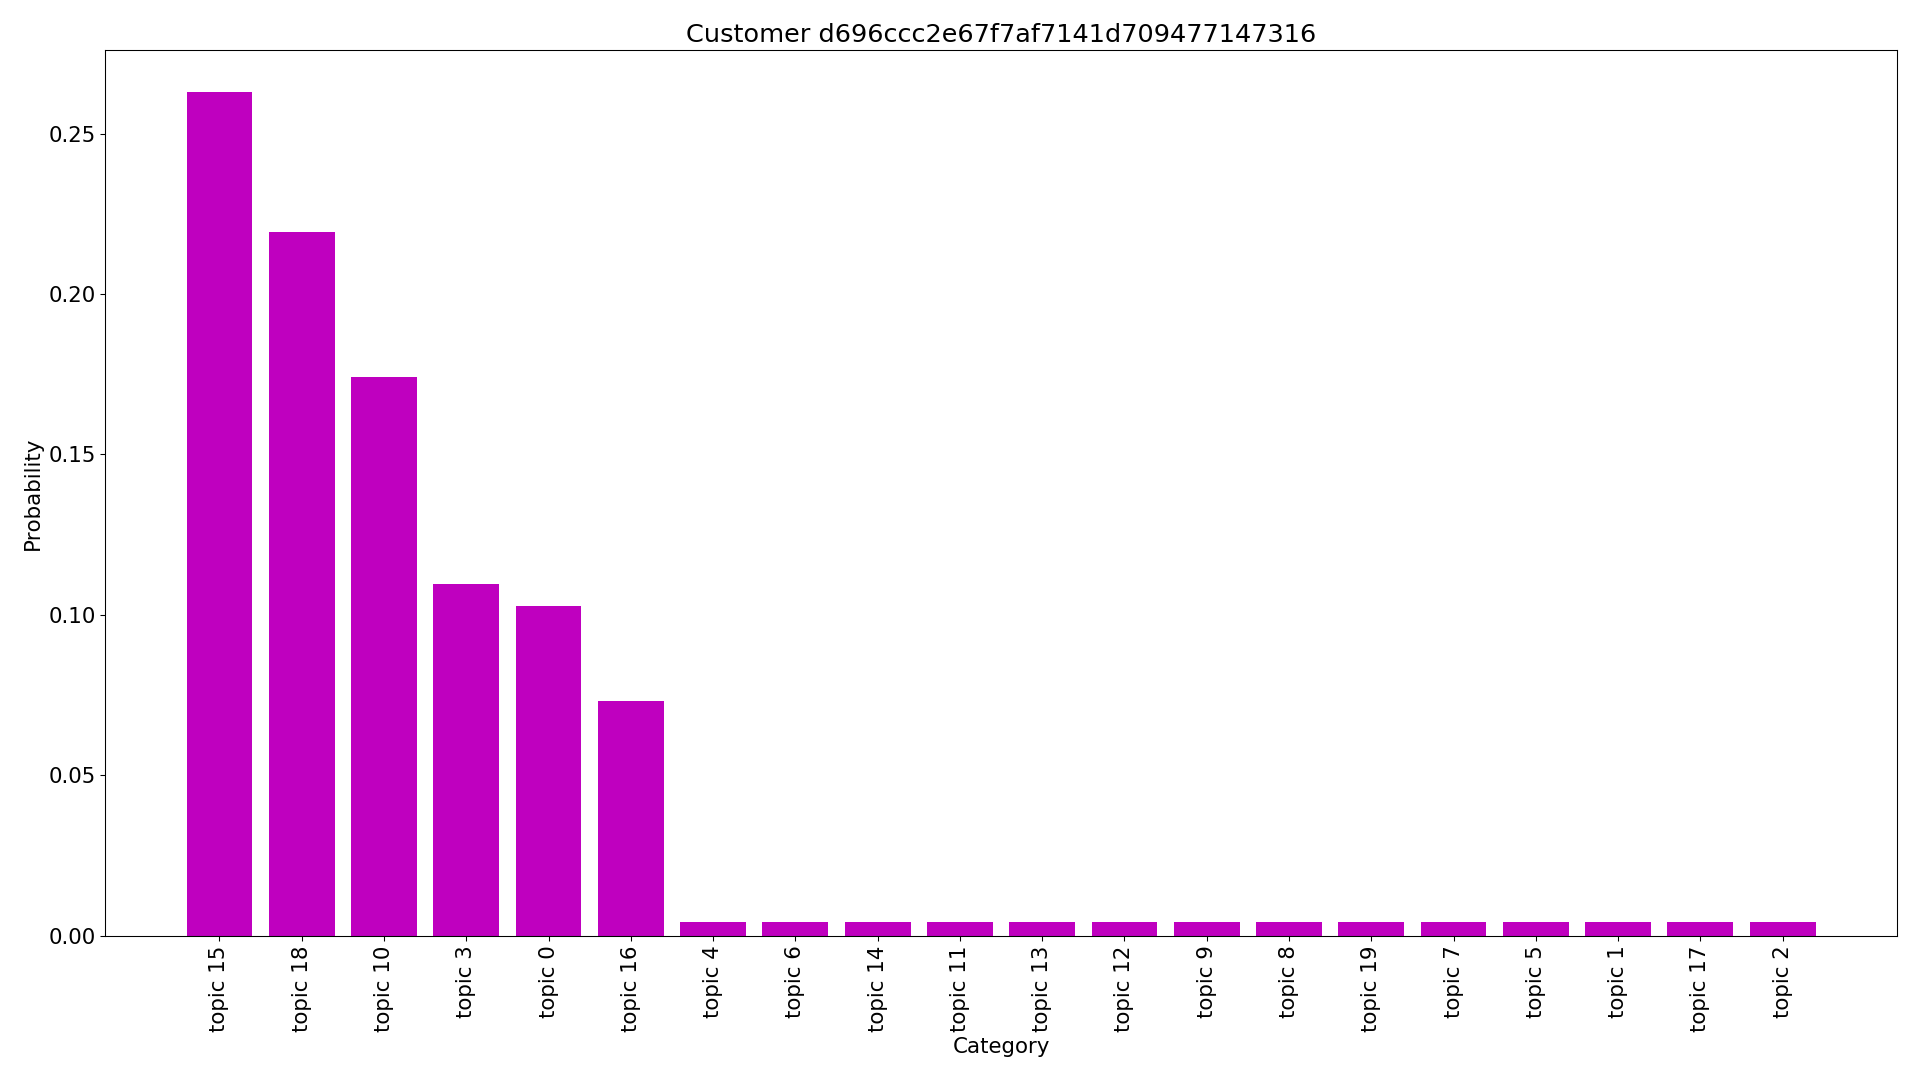 Customer d696ccc2e67f7af7141d709477147316
Probability
0.25
0.20
0.15
0.10
0.05
0.00
topic 15
topic 18
topic 10
topic 3
topic 0
topic 16
topic 4
topic 6
topic 14
topic 11
topic 13
topic 12
topic 9
topic 8
topic 19
topic 7
topic 5
topic 1
topic 17
topic 2
Category